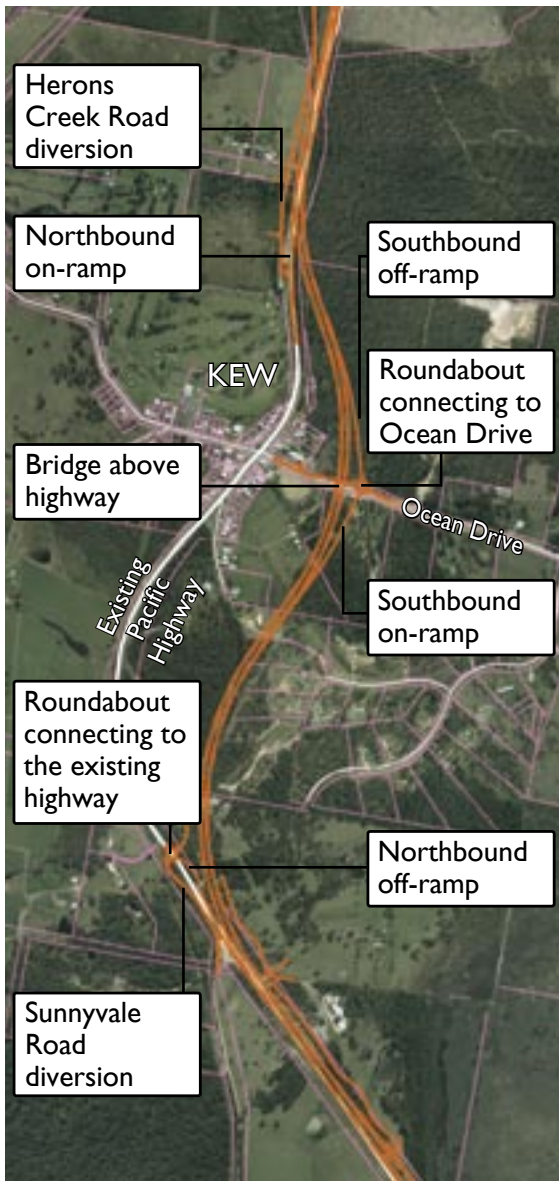 Herons
Creek Road
diversion
Northbound
on-ramp
Southbound
off-ramp
KEW
Roundabout
connecting to
Ocean Drive
Bridge above
highway
Ocean Drive
Existing
Pacific
Highway
Southbound
on-ramp
Roundabout
connecting to
the existing
highway
Northbound
off-ramp
Sunnyvale
Road
diversion